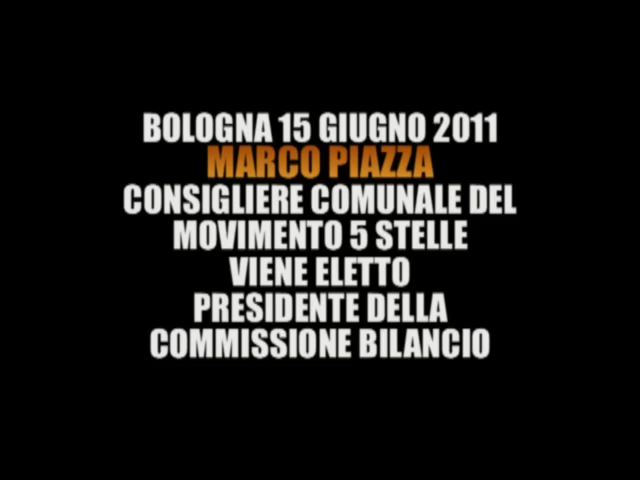 BOLOGNA 15 GIUGNO 2011
MARCO PIAZZA
CONSIGLIERE COMUNALE DEL
MOVIMENTO 5 STELLE
VIENE ELETTO
PRESIDENTE DELLA
COMMISSIONE BILANCIO